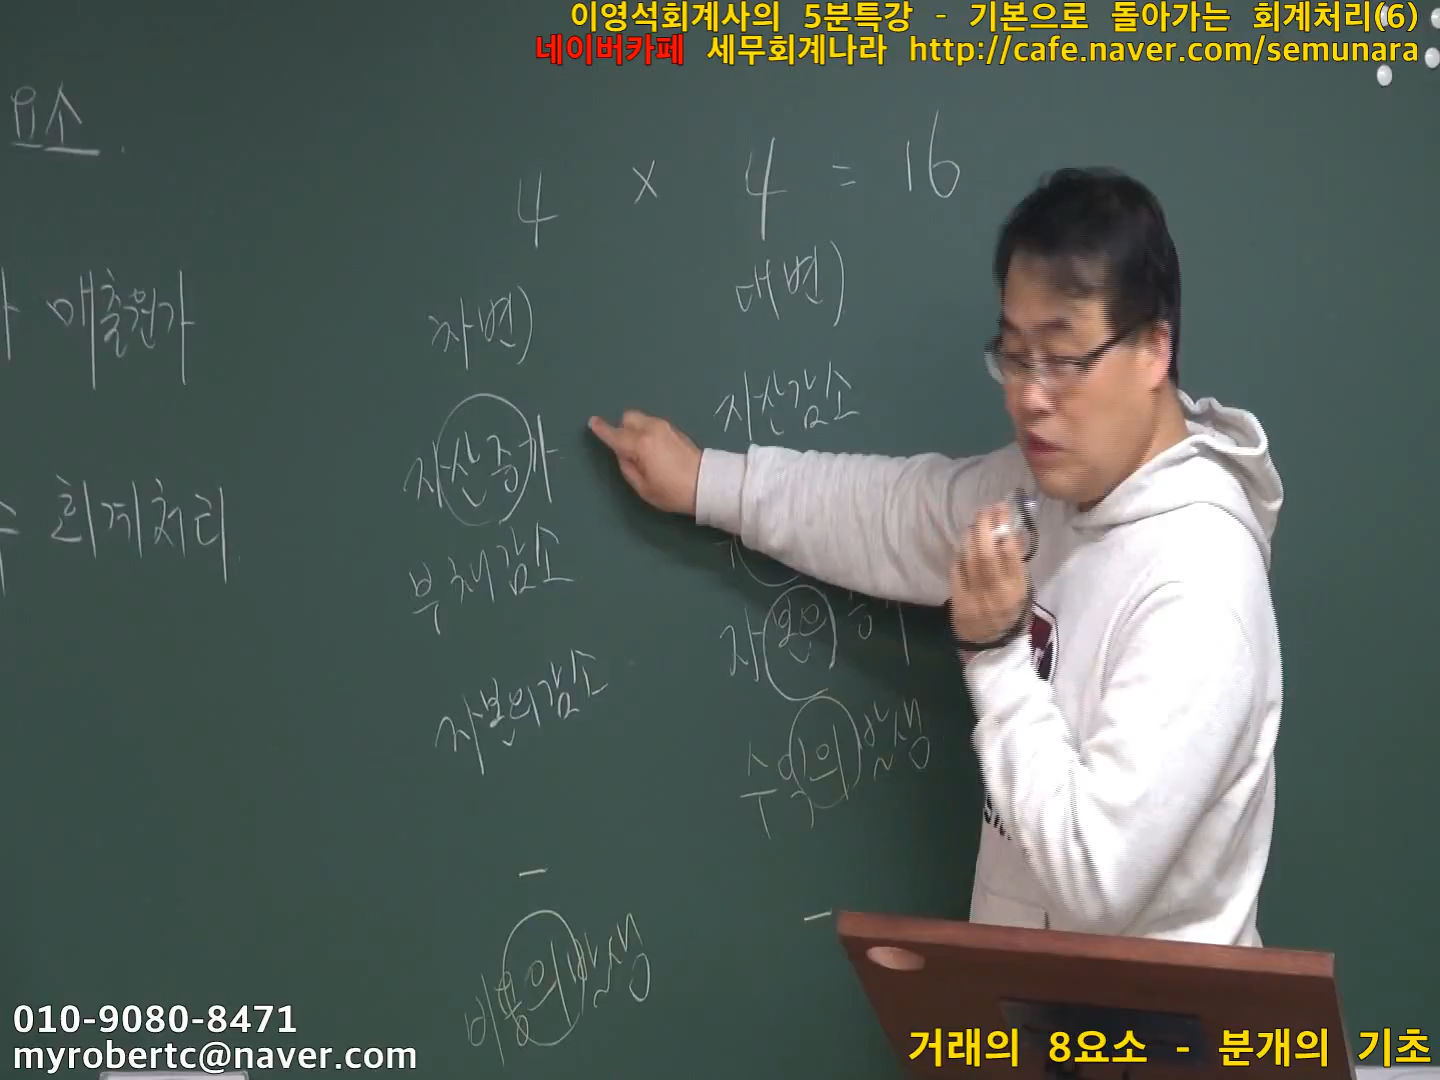 이영석회계사의 5분특강 - 기본으로 돌아가는 회계처리(6)
네이버카페 세무회계나라 http://cafe.naver.com/semunara
요소
4 × 4 = 16
매출원가
차변)
대변)
자산증가
자산감소
회계처리
부채감소
자본의
자본의감소
수익의발생
비용의발생
010-9080-8471
myrobertc@naver.com
거래의 8요소 - 분개의 기초